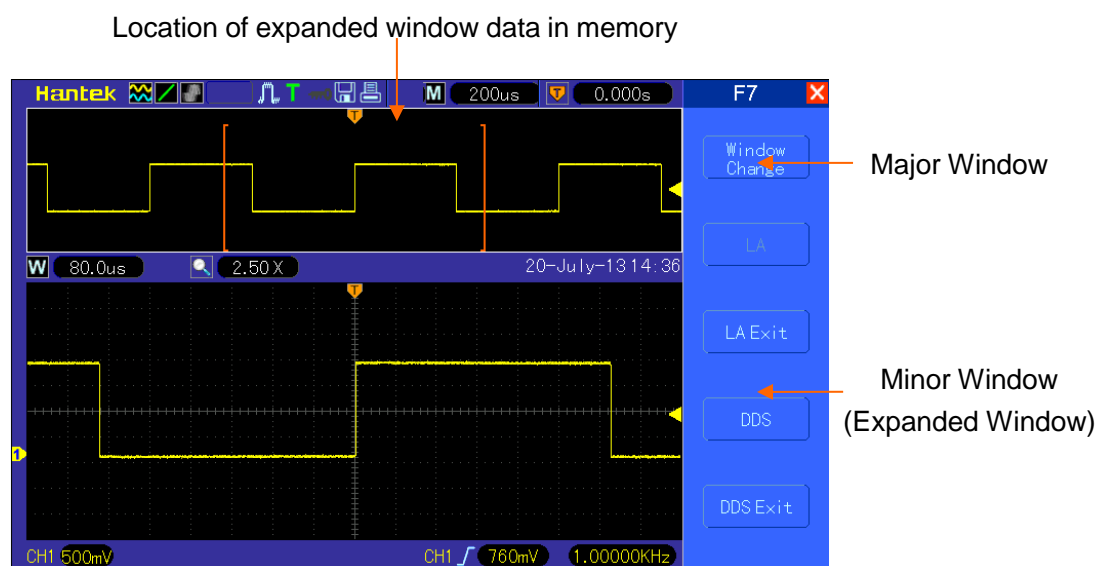 Location of expanded window data in memory
Hantek T M 200us T 0.000s F7
T
Window
Change
Major Window
LA
W 80.0us 2.50X 20-July-13 14:36
T
LA Exit
Minor Window
(Expanded Window)
DDS
1
DDS Exit
CH1 500mV CH1 760mV 1.00000KHz